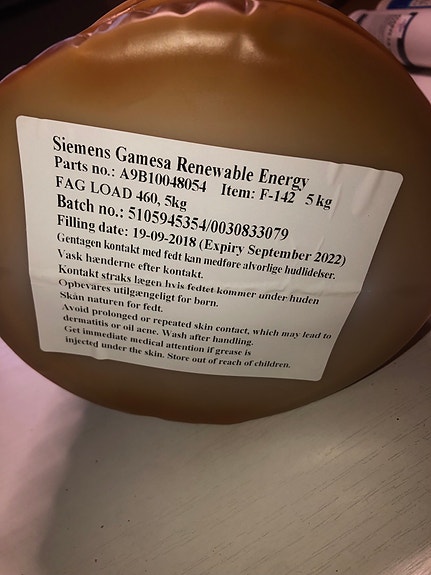 Siemens Gamesa Renewable Energy
Parts no.: A9B10048054 Item: F-142 5 kg
FAG LOAD 460, 5kg
Batch no.: 5105945354/0030833079
Filling date: 19-09-2018 (Expiry September 2022)
Gentagen kontakt med fedt kan medføre alvorlige hudlidelser.
Vask hænderne efter kontakt.
Kontakt straks lægen hvis fedtet kommer under huden
Opbevares utilgængeligt for børn.
Skån naturen for fedt.
Avoid prolonged or repeated skin contact, which may lead to
dermatitis or oil acne. Wash after handling.
Get immediate medical attention if grease is
injected under the skin. Store out of reach of children.